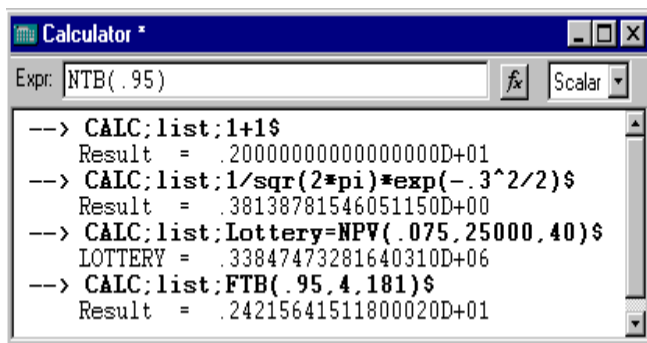 Calculator *
Expr: NTB(.95) fx Scalar
--> CALC;list;1+1$
Result = .20000000000000000D+01
--> CALC;list;1/sqr(2*pi)*exp(-.3^2/2)$
Result = .38138781546051150D+00
--> CALC;list;Lottery=NPV(.075,25000,40)$
LOTTERY = .33847473281640310D+06
--> CALC;list;FTB(.95,4,181)$
Result = .24215641511800020D+01